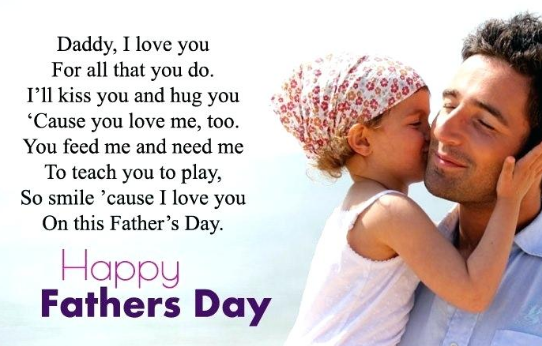 Daddy, I love you
For all that you do.
I’ll kiss you and hug you
‘Cause you love me, too.
You feed me and need me
To teach you to play,
So smile ’cause I love you
On this Father’s Day.
Happy
Fathers Day